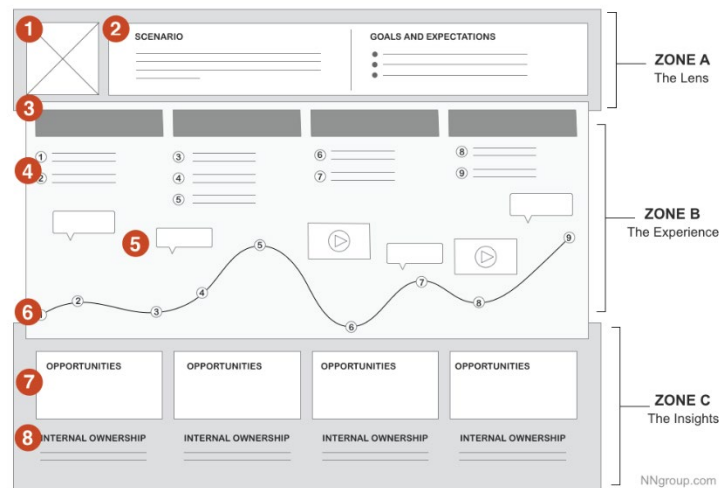 1
2
SCENARIO
GOALS AND EXPECTATIONS
ZONE A
The Lens
3
1
3
6
8
4
2
4
7
9
5
5
5
9
ZONE B
The Experience
6
2
3
4
6
7
8
OPPORTUNITIES
OPPORTUNITIES
OPPORTUNITIES
OPPORTUNITIES
7
ZONE C
The Insights
8
INTERNAL OWNERSHIP
INTERNAL OWNERSHIP
INTERNAL OWNERSHIP
INTERNAL OWNERSHIP
NNgroup.com